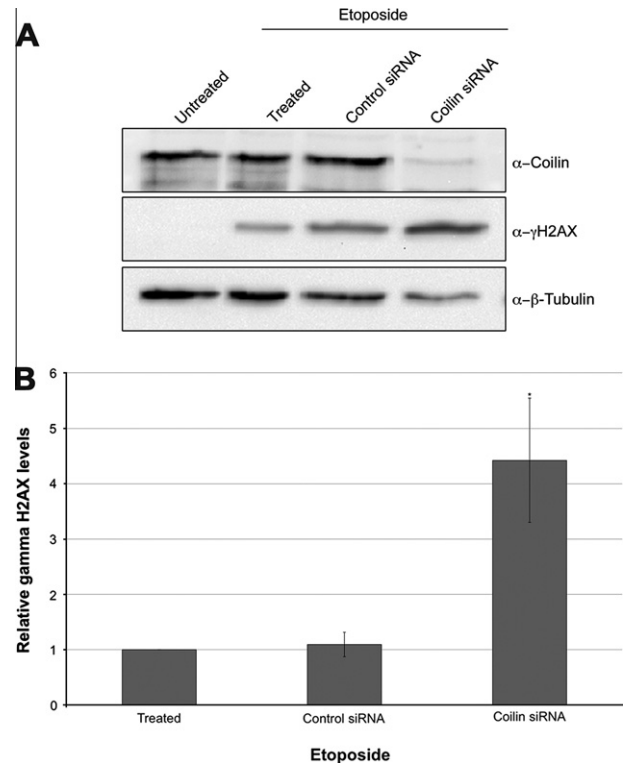 A
Etoposide
Untreated
Treated
Control siRNA
Coilin siRNA
α–Coilin
α–γH2AX
α–β-Tubulin
B
Relative gamma H2AX levels
6
5
4
3
2
1
0
*
Treated
Control siRNA
Coilin siRNA
Etoposide